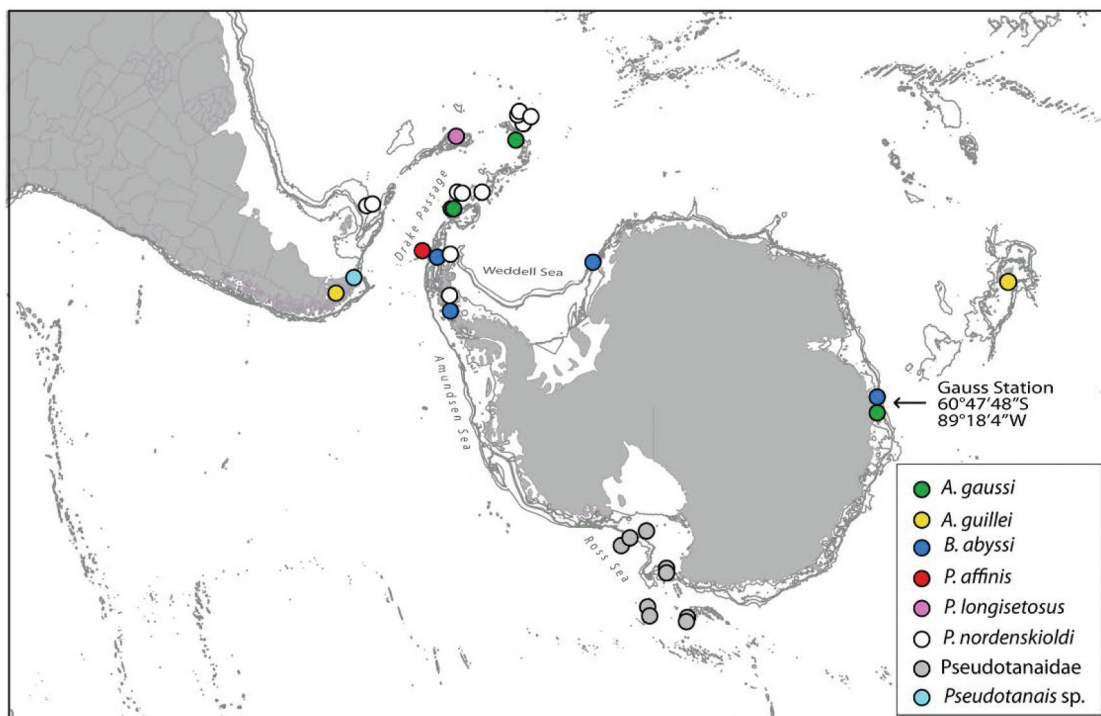 Drake Passage
Weddell Sea
Amundsen Sea
Gauss Station
60°47'48"S
89°18'4"W
Ross Sea
A. gaussi
A. guillei
B. abyssi
P. affinis
P. longisetosus
P. nordenskioldi
Pseudotanaidae
Pseudotanais sp.